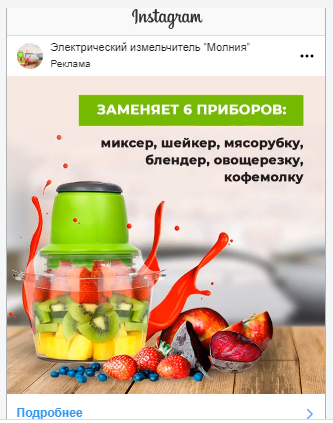 Instagram
Электрический измельчитель "Молния"
Реклама
ЗАМЕНЯЕТ 6 ПРИБОРОВ:
миксер, шейкер, мясорубку,
блендер, овощерезку,
кофемолку
Подробнее